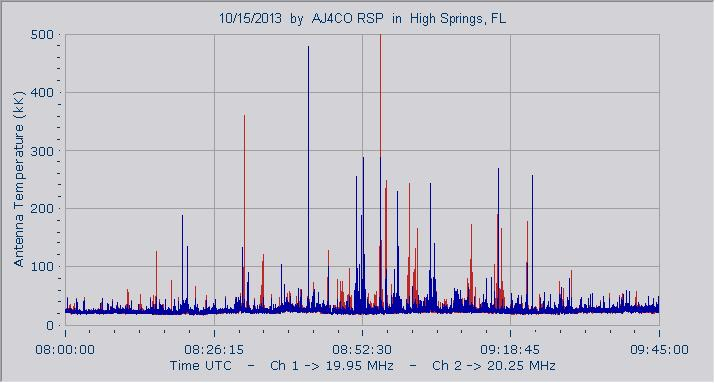 10/15/2013 by AJ4CO RSP in High Springs, FL
500
400
300
200
100
0
Antenna Temperature (kK)
08:00:00 08:26:15 08:52:30 09:18:45 09:45:00
Time UTC - Ch 1 -> 19.95 MHz - Ch 2 -> 20.25 MHz